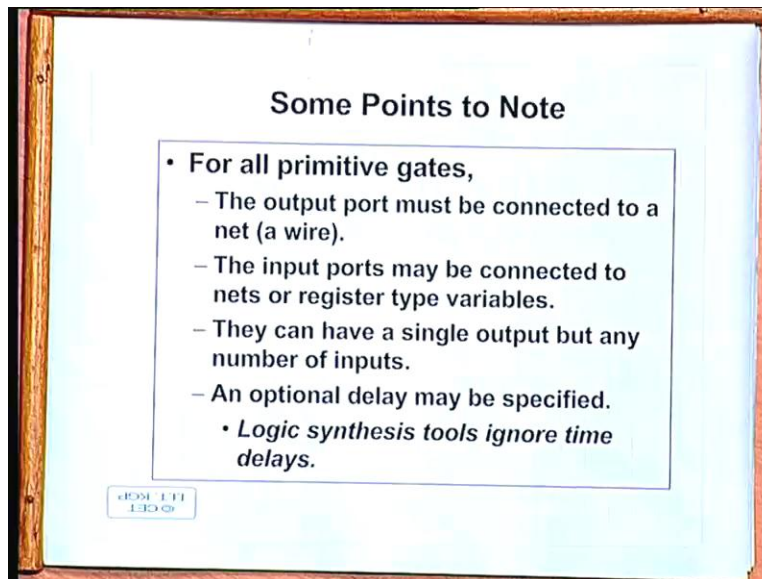 Some Points to Note
• For all primitive gates,
– The output port must be connected to a
net (a wire).
– The input ports may be connected to
nets or register type variables.
– They can have a single output but any
number of inputs.
– An optional delay may be specified.
• Logic synthesis tools ignore time
delays.
© CET
I.I.T. KGP